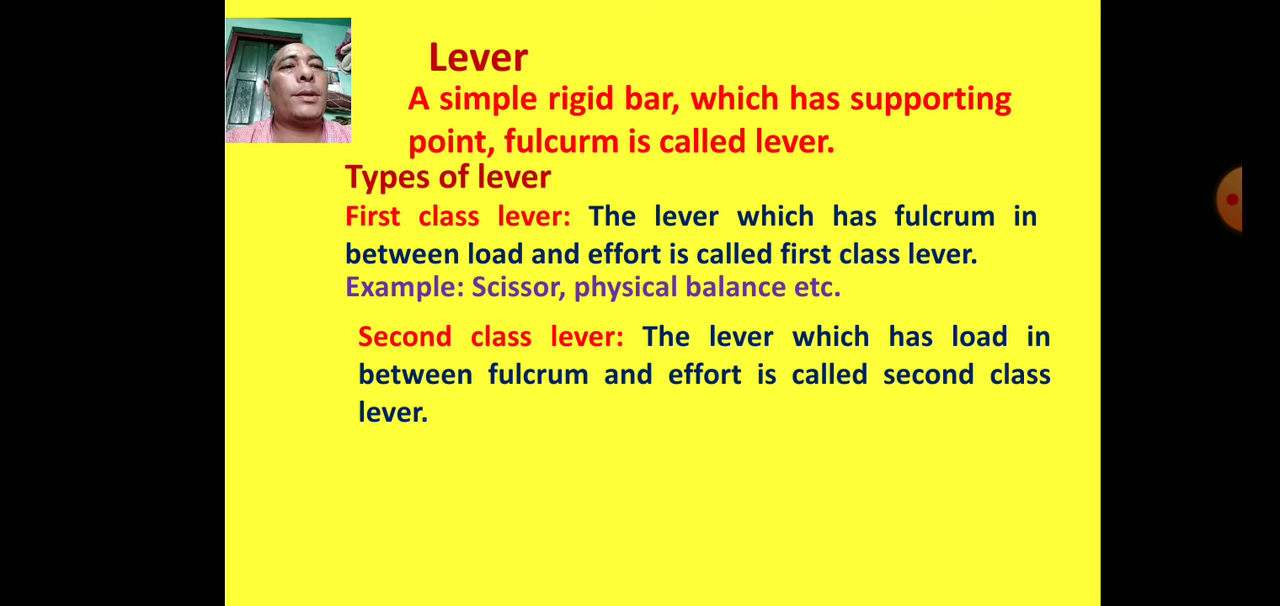 Lever
A simple rigid bar, which has supporting
point, fulcurm is called lever.
Types of lever
First class lever: The lever which has fulcrum in
between load and effort is called first class lever.
Example: Scissor, physical balance etc.
Second class lever: The lever which has load in
between fulcrum and effort is called second class
lever.